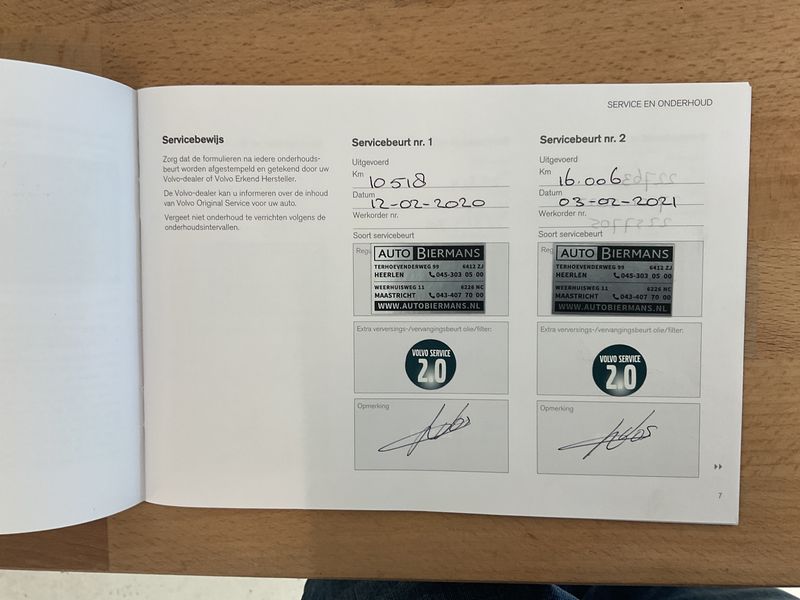 SERVICE EN ONDERHOUD
Servicebewijs
Zorg dat de formulieren na iedere onderhouds-
beurt worden afgestempeld en getekend door uw
Volvo-dealer of Volvo Erkend Hersteller.
De Volvo-dealer kan u informeren over de inhoud
van Volvo Original Service voor uw auto.
Vergeet niet onderhoud te verrichten volgens de
onderhoudsintervallen.
Servicebeurt nr. 1
Uitgevoerd
Km 10518
Datum 12-02-2020
Werkorder nr.
Soort servicebeurt
AUTO BIERMANS
TERHOEVENDERWEG 99 6412 ZJ
HEERLEN 045-303 05 00
WEERHUISWEG 11 6226 NC
MAASTRICHT 043-407 70 00
WWW.AUTOBIERMANS.NL
Extra verversings-/vervangingsbeurt olie/filter:
VOLVO SERVICE
2.0
Opmerking
Servicebeurt nr. 2
Uitgevoerd
Km 16.006
Datum 03-02-2021
Werkorder nr.
Soort servicebeurt
AUTO BIERMANS
TERHOEVENDERWEG 99 6412 ZJ
HEERLEN 045-303 05 00
WEERHUISWEG 11 6226 NC
MAASTRICHT 043-407 70 00
WWW.AUTOBIERMANS.NL
Extra verversings-/vervangingsbeurt olie/filter:
VOLVO SERVICE
2.0
Opmerking
7